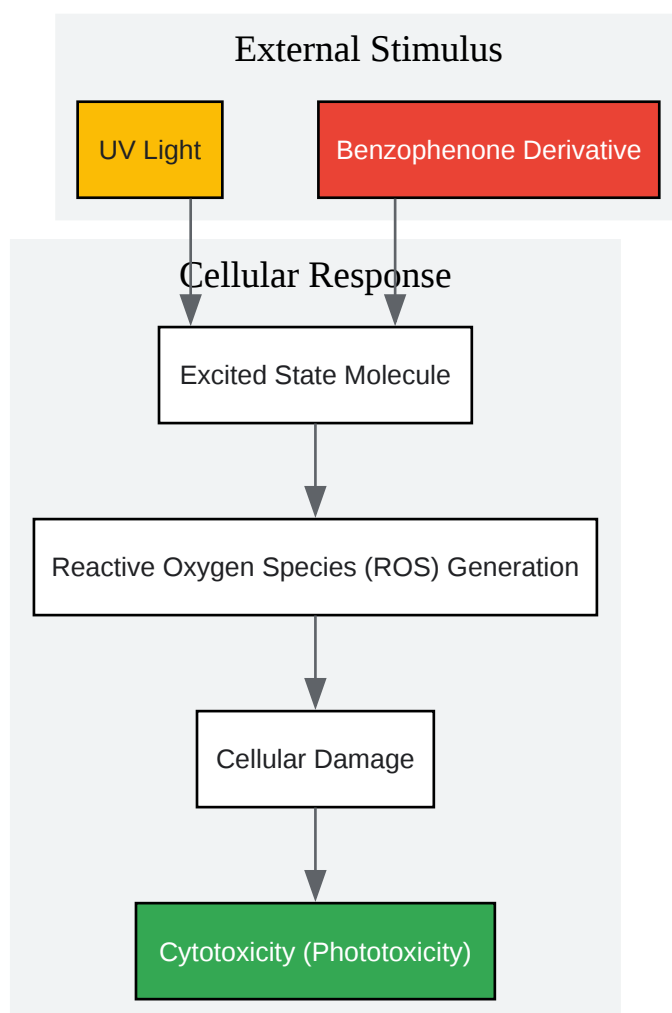 External Stimulus
UV Light
Benzophenone Derivative
Cellular Response
Excited State Molecule
Reactive Oxygen Species (ROS) Generation
Cellular Damage
Cytotoxicity (Phototoxicity)